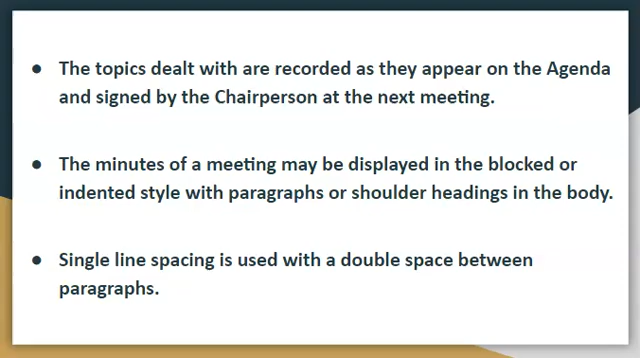 ● The topics dealt with are recorded as they appear on the Agenda
and signed by the Chairperson at the next meeting.
● The minutes of a meeting may be displayed in the blocked or
indented style with paragraphs or shoulder headings in the body.
● Single line spacing is used with a double space between
paragraphs.